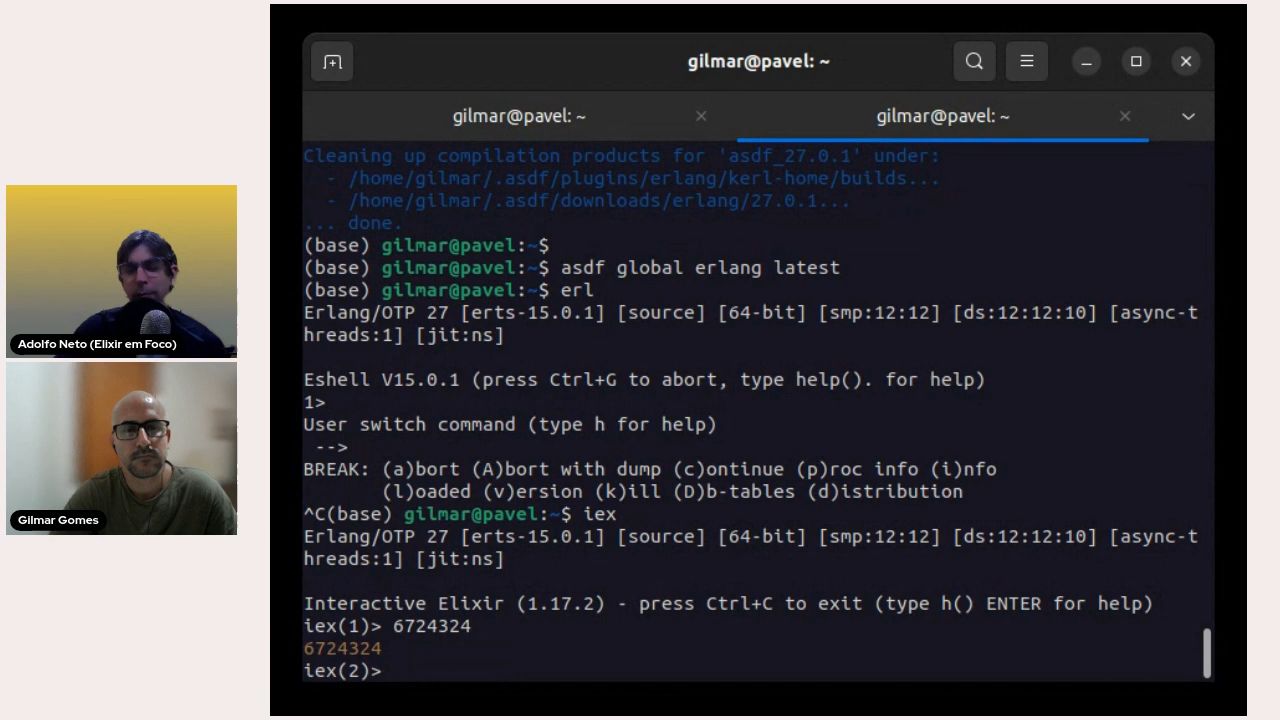 gilmar@pavel: ~
gilmar@pavel: ~
gilmar@pavel: ~
Cleaning up compilation products for 'asdf_27.0.1' under:
- /home/gilmar/.asdf/plugins/erlang/kerl-home/builds...
- /home/gilmar/.asdf/downloads/erlang/27.0.1...
... done.
(base) gilmar@pavel:~$
(base) gilmar@pavel:~$ asdf global erlang latest
(base) gilmar@pavel:~$ erl
Erlang/OTP 27 [erts-15.0.1] [source] [64-bit] [smp:12:12] [ds:12:12:10] [async-t
hreads:1] [jit:ns]
Eshell V15.0.1 (press Ctrl+G to abort, type help(). for help)
1>
User switch command (type h for help)
-->
BREAK: (a)bort (A)bort with dump (c)ontinue (p)roc info (i)nfo
(l)oaded (v)ersion (k)ill (D)b-tables (d)istribution
^C(base) gilmar@pavel:~$ iex
Erlang/OTP 27 [erts-15.0.1] [source] [64-bit] [smp:12:12] [ds:12:12:10] [async-t
hreads:1] [jit:ns]
Interactive Elixir (1.17.2) - press Ctrl+C to exit (type h() ENTER for help)
iex(1)> 6724324
6724324
iex(2)>
Adolfo Neto (Elixir em Foco)
Gilmar Gomes